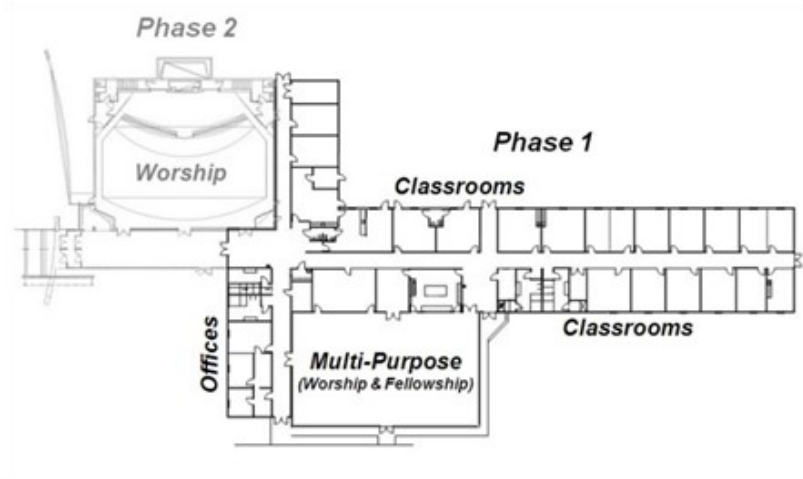 Phase 2
Worship
Phase 1
Classrooms
Classrooms
Offices
Multi-Purpose
(Worship & Fellowship)